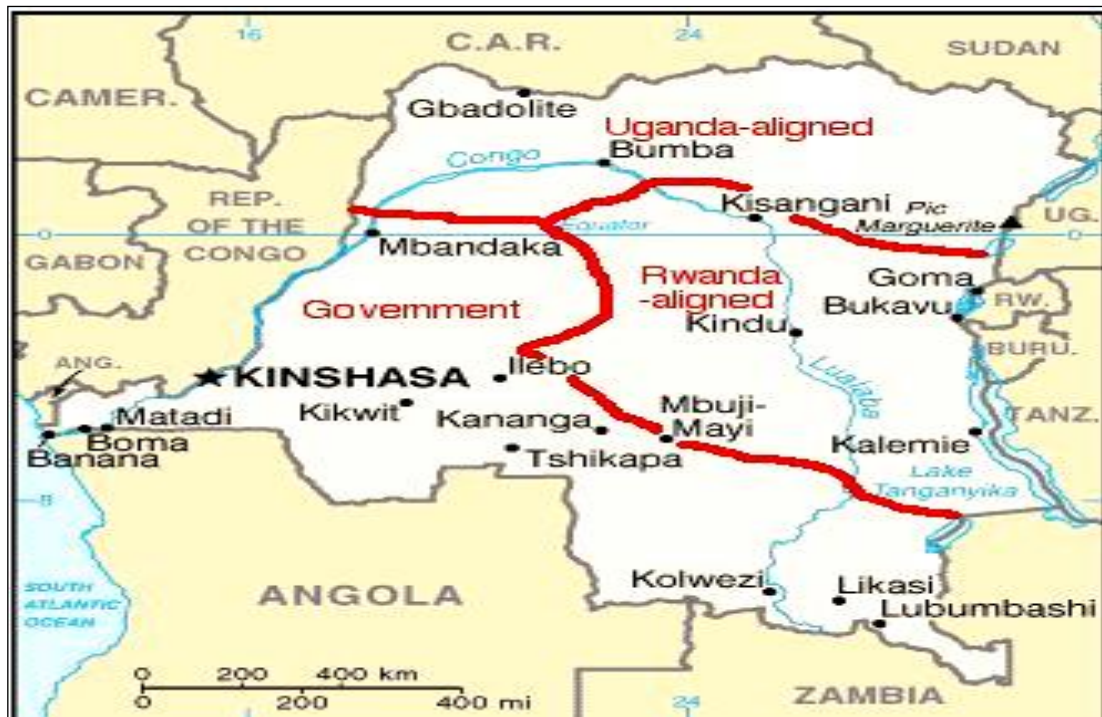 16
24
C.A.R.
SUDAN
CAMER.
Gbadolite
Uganda-aligned
Congo
Bumba
REP.
OF THE
CONGO
Kisangani
Pic
Marguerite
UG.
0
Equator
0
Mbandaka
GABON
Goma
Rwanda
-aligned
Government
Bukavu
RW.
Kindu
BURU.
ANG.
Ilebo
KINSHASA
Lualaba
Kikwit
Kananga
Mbuji-
Mayi
TANZ.
Matadi
Boma
Banana
Kalemie
Tshikapa
Lake
Tanganyika
8
8
Kolwezi
Likasi
Lubumbashi
SOUTH
ATLANTIC
OCEAN
ANGOLA
0 200 400 km
0 200 400 mi
24
ZAMBIA